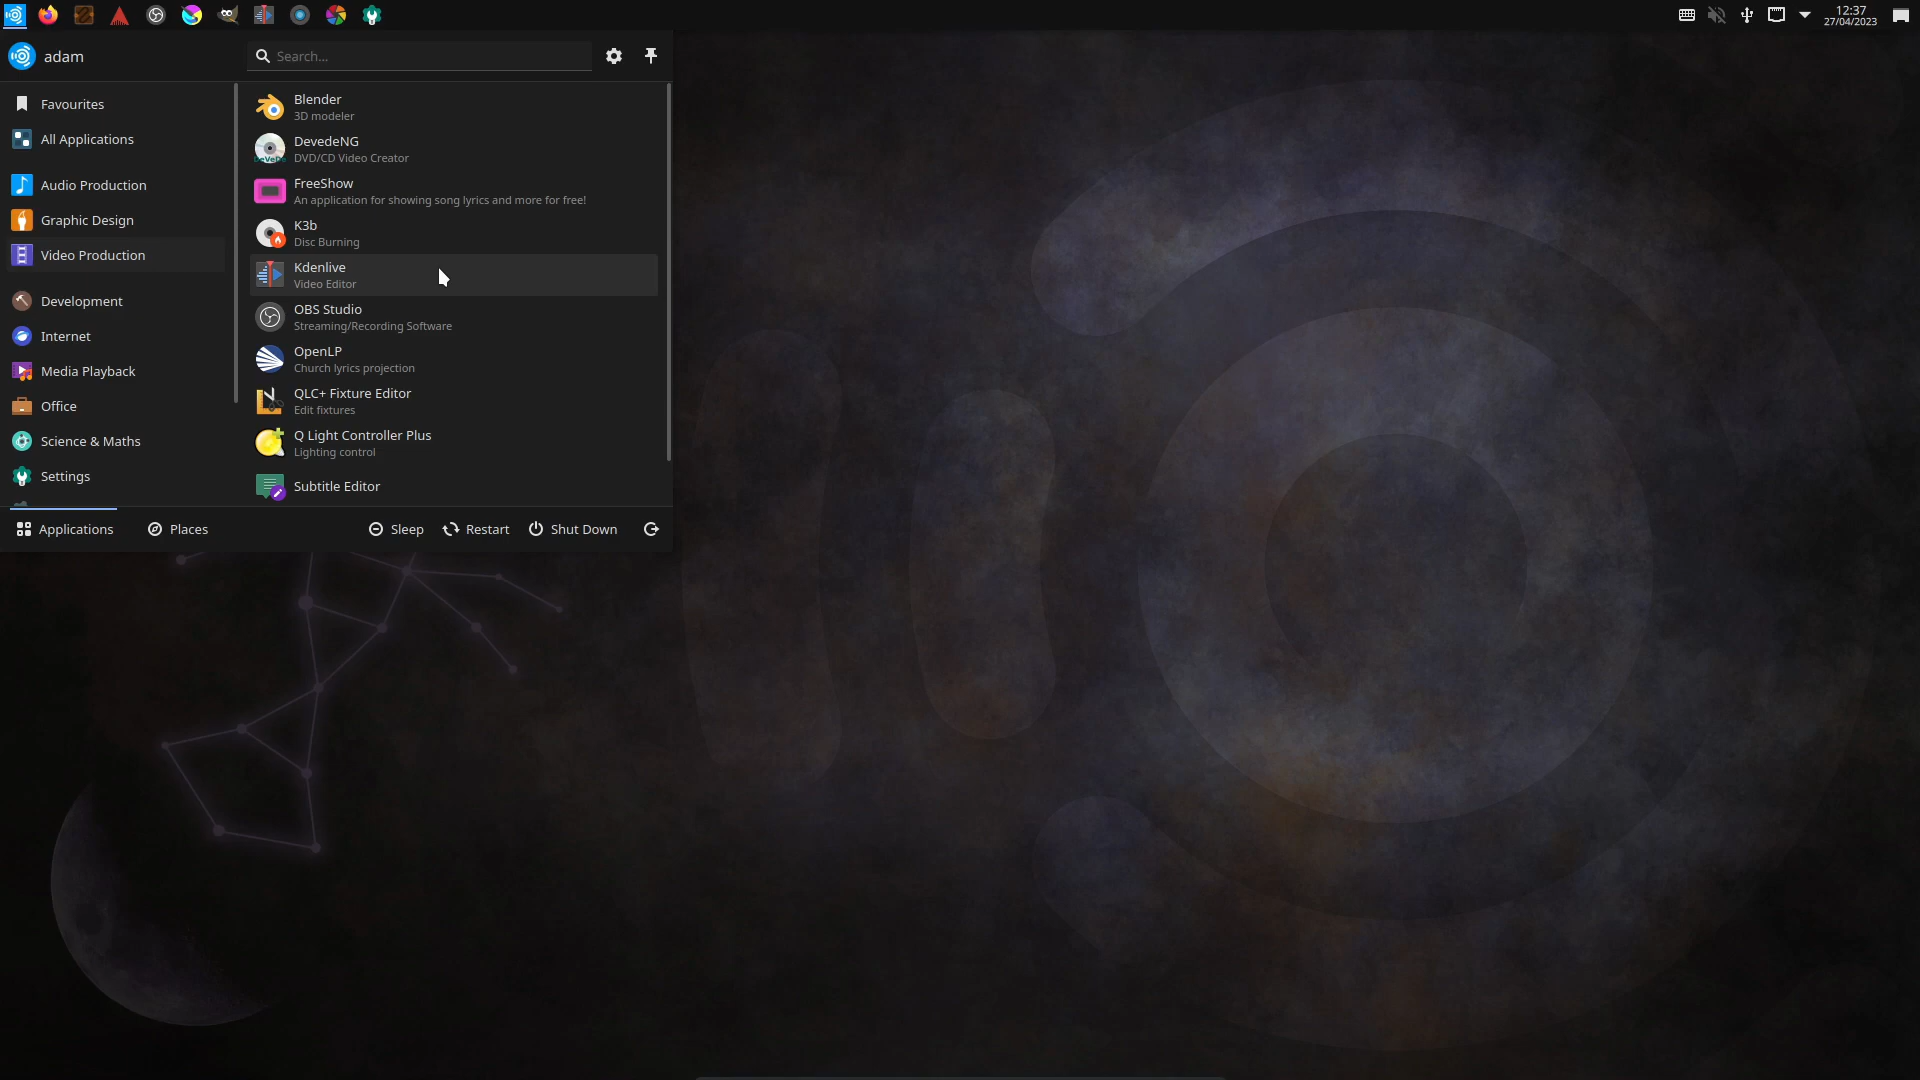 12:37
27/04/2023
adam
Search...
Favourites
All Applications
Audio Production
Graphic Design
Video Production
Development
Internet
Media Playback
Office
Science & Maths
Settings
Blender
3D modeler
DevedeNG
DVD/CD Video Creator
FreeShow
An application for showing song lyrics and more for free!
K3b
Disc Burning
Kdenlive
Video Editor
OBS Studio
Streaming/Recording Software
OpenLP
Church lyrics projection
QLC+ Fixture Editor
Edit fixtures
Q Light Controller Plus
Lighting control
Subtitle Editor
Applications
Places
Sleep
Restart
Shut Down